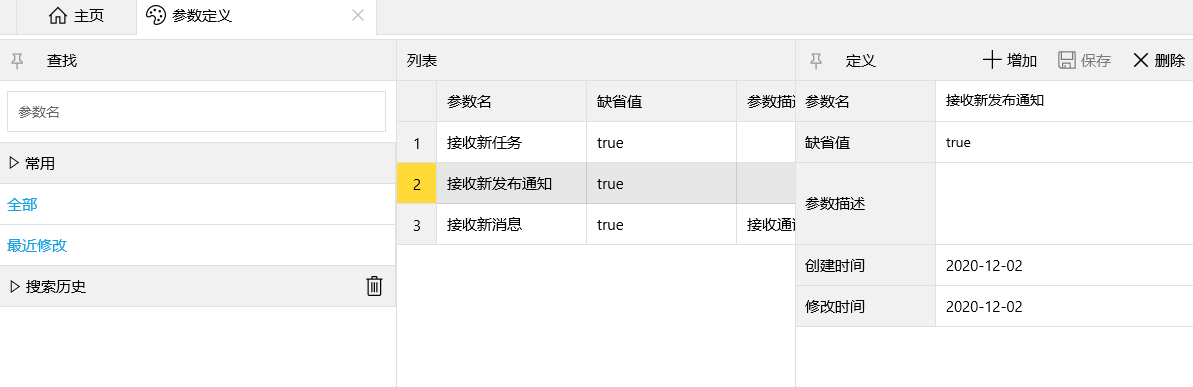 主页 参数定义
查找
参数名
常用
全部
最近修改
搜索历史
列表
参数名 缺省值 参数描述
1 接收新任务 true
2 接收新发布通知 true
3 接收新消息 true 接收通
定义 增加 保存 删除
参数名 接收新发布通知
缺省值 true
参数描述
创建时间 2020-12-02
修改时间 2020-12-02